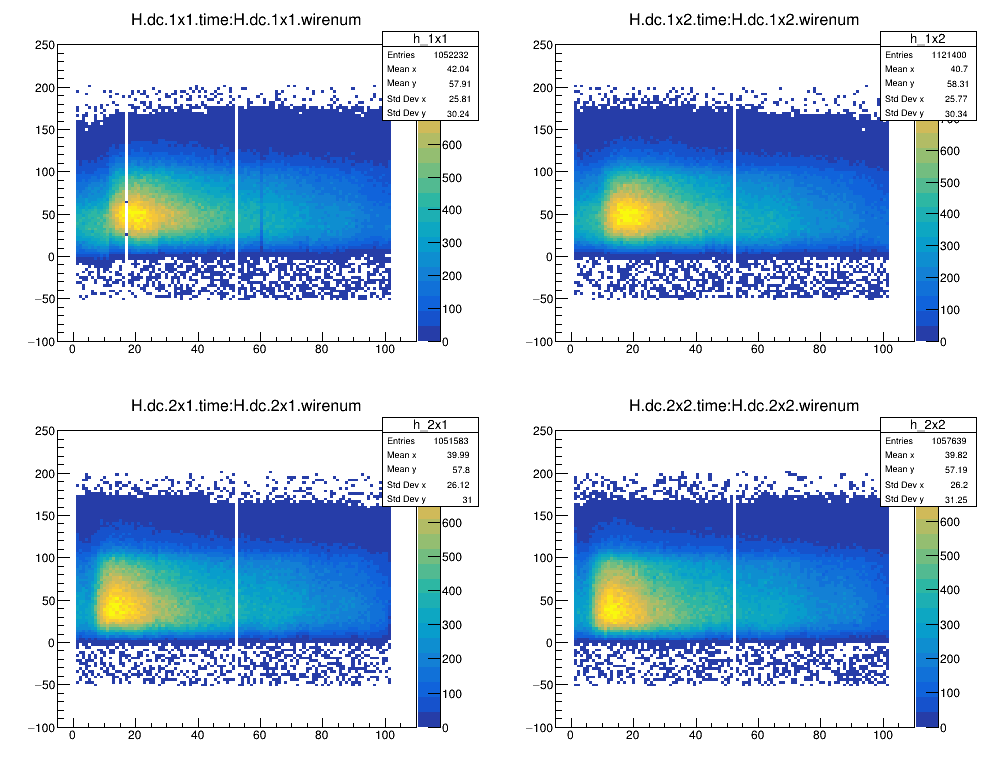 H.dc.1x1.time:H.dc.1x1.wirenum
h_1x1
Entries 1052232
Mean x 42.04
Mean y 57.91
Std Dev x 25.81
Std Dev y 30.24
250
200
150
100
50
0
−50
−100
0 20 40 60 80 100
600
500
400
300
200
100
0
H.dc.1x2.time:H.dc.1x2.wirenum
h_1x2
Entries 1121400
Mean x 40.7
Mean y 58.31
Std Dev x 25.77
Std Dev y 30.34
250
200
150
100
50
0
−50
−100
0 20 40 60 80 100
600
500
400
300
200
100
0
H.dc.2x1.time:H.dc.2x1.wirenum
h_2x1
Entries 1051583
Mean x 39.99
Mean y 57.8
Std Dev x 26.12
Std Dev y 31
250
200
150
100
50
0
−50
−100
0 20 40 60 80 100
600
500
400
300
200
100
0
H.dc.2x2.time:H.dc.2x2.wirenum
h_2x2
Entries 1057639
Mean x 39.82
Mean y 57.19
Std Dev x 26.2
Std Dev y 31.25
250
200
150
100
50
0
−50
−100
0 20 40 60 80 100
600
500
400
300
200
100
0